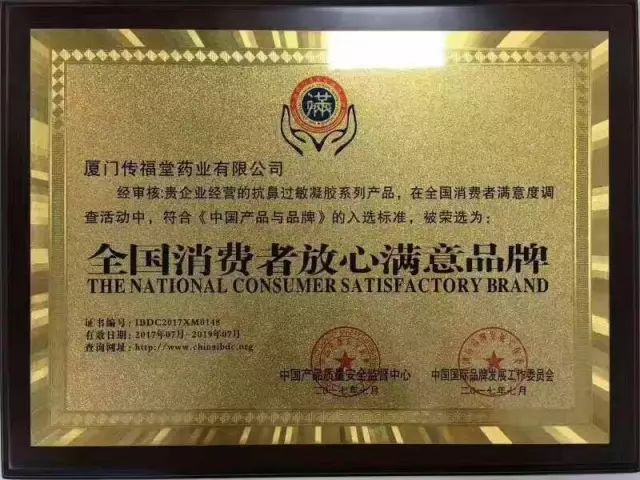 滿
厦门传福堂药业有限公司
经审核:贵企业经营的抗鼻过敏凝胶系列产品，在全国消费者满意度调
查活动中，符合《中国产品与品牌》的入选标准，被荣选为：
全国消费者放心满意品牌
THE NATIONAL CONSUMER SATISFACTORY BRAND
证书编号：IBDC2017XM0148
有效日期：2017年07月-2019年07月
查询网址：http://www.chinaibdc.org
中国产品质量安全监督中心
二〇一七年七月
中国国际品牌发展工作委员会
二〇一七年七月